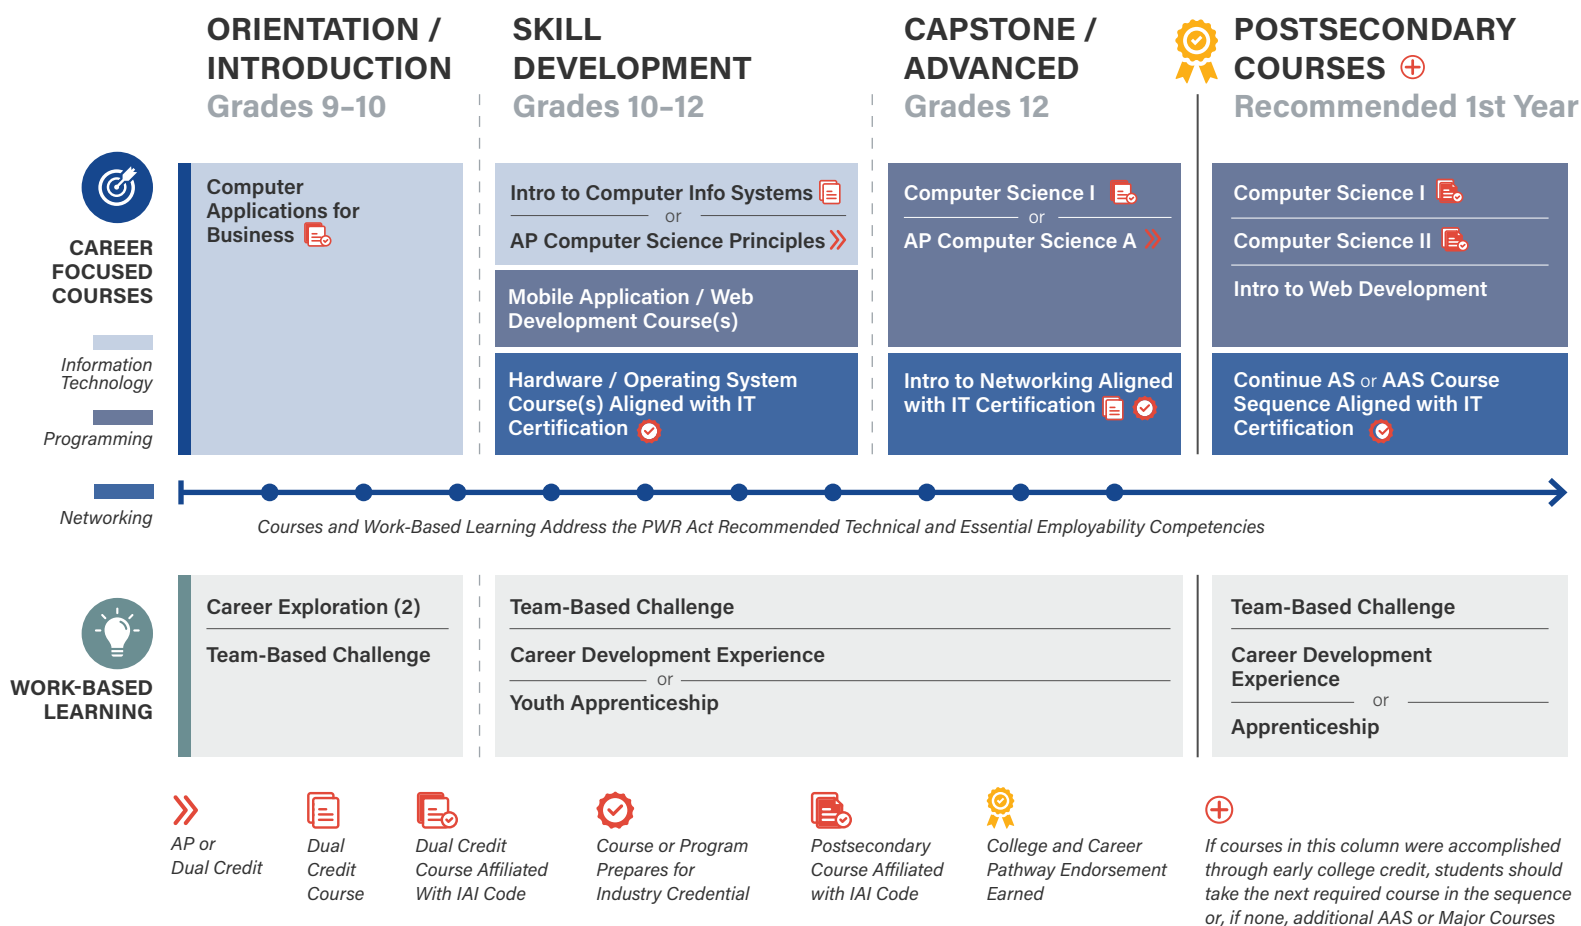 ORIENTATION /
INTRODUCTION
Grades 9–10
SKILL
DEVELOPMENT
Grades 10–12
CAPSTONE /
ADVANCED
Grades 12
POSTSECONDARY
COURSES
Recommended 1st Year
CAREER
FOCUSED
COURSES
Information
Technology
Programming
Networking
Computer
Applications for
Business
Intro to Computer Info Systems
or
AP Computer Science Principles
Mobile Application / Web
Development Course(s)
Hardware / Operating System
Course(s) Aligned with IT
Certification
Computer Science I
or
AP Computer Science A
Intro to Networking Aligned
with IT Certification
Computer Science I
Computer Science II
Intro to Web Development
Continue AS or AAS Course
Sequence Aligned with IT
Certification
Courses and Work-Based Learning Address the PWR Act Recommended Technical and Essential Employability Competencies
WORK-BASED
LEARNING
Career Exploration (2)
Team-Based Challenge
Team-Based Challenge
Career Development Experience
or
Youth Apprenticeship
Team-Based Challenge
Career Development
Experience
or
Apprenticeship
AP or
Dual Credit
Dual
Credit
Course
Dual Credit
Course Affiliated
With IAI Code
Course or Program
Prepares for
Industry Credential
Postsecondary
Course Affiliated
with IAI Code
College and Career
Pathway Endorsement
Earned
If courses in this column were accomplished
through early college credit, students should
take the next required course in the sequence
or, if none, additional AAS or Major Courses